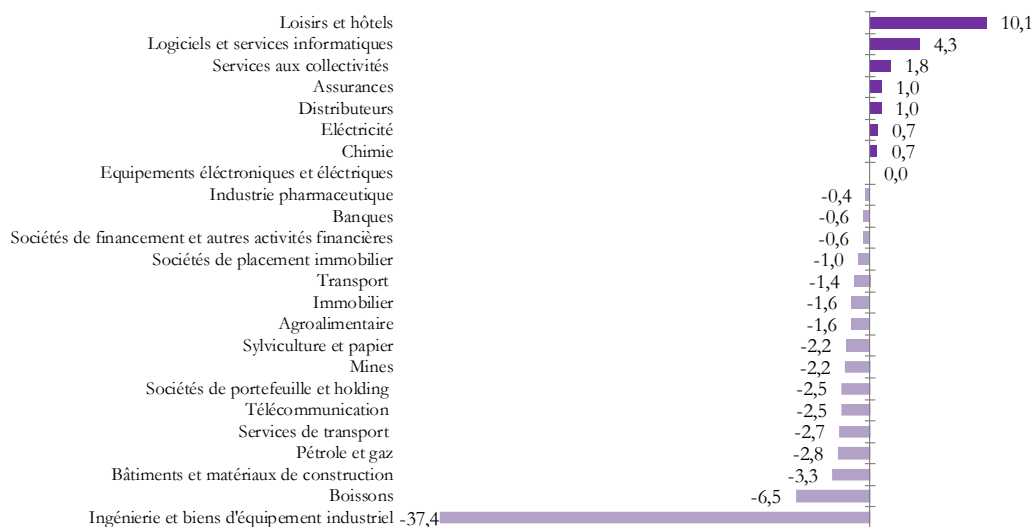 Loisirs et hôtels 10,1
Logiciels et services informatiques 4,3
Services aux collectivités 1,8
Assurances 1,0
Distributeurs 1,0
Eléctricité 0,7
Chimie 0,7
Equipements éléctroniques et éléctriques 0,0
Industrie pharmaceutique -0,4
Banques -0,6
Sociétés de financement et autres activités financières -0,6
Sociétés de placement immobilier -1,0
Transport -1,4
Immobilier -1,6
Agroalimentaire -1,6
Sylviculture et papier -2,2
Mines -2,2
Sociétés de portefeuille et holding -2,5
Télécommunication -2,5
Services de transport -2,7
Pétrole et gaz -2,8
Bâtiments et matériaux de construction -3,3
Boissons -6,5
Ingénierie et biens d'équipement industriel -37,4